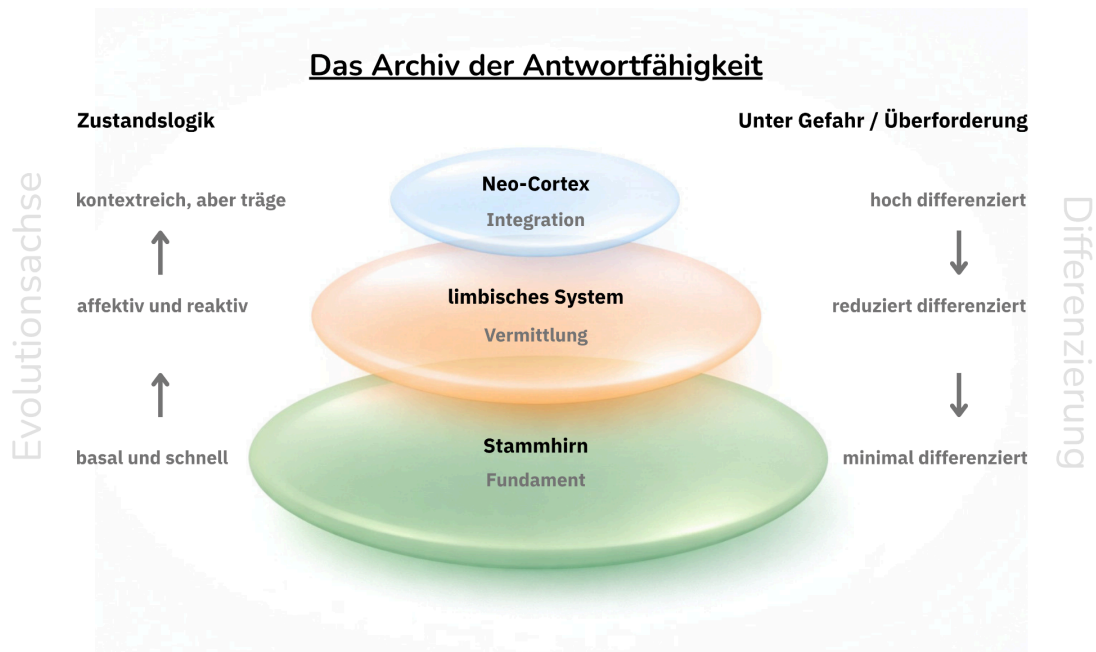 Das Archiv der Antwortfähigkeit
Zustandslogik
Unter Gefahr / Überforderung
Evolutionsachse
kontextreich, aber träge
affektiv und reaktiv
basal und schnell
Neo-Cortex
Integration
limbisches System
Vermittlung
Stammhirn
Fundament
hoch differenziert
reduziert differenziert
minimal differenziert
Differenzierung